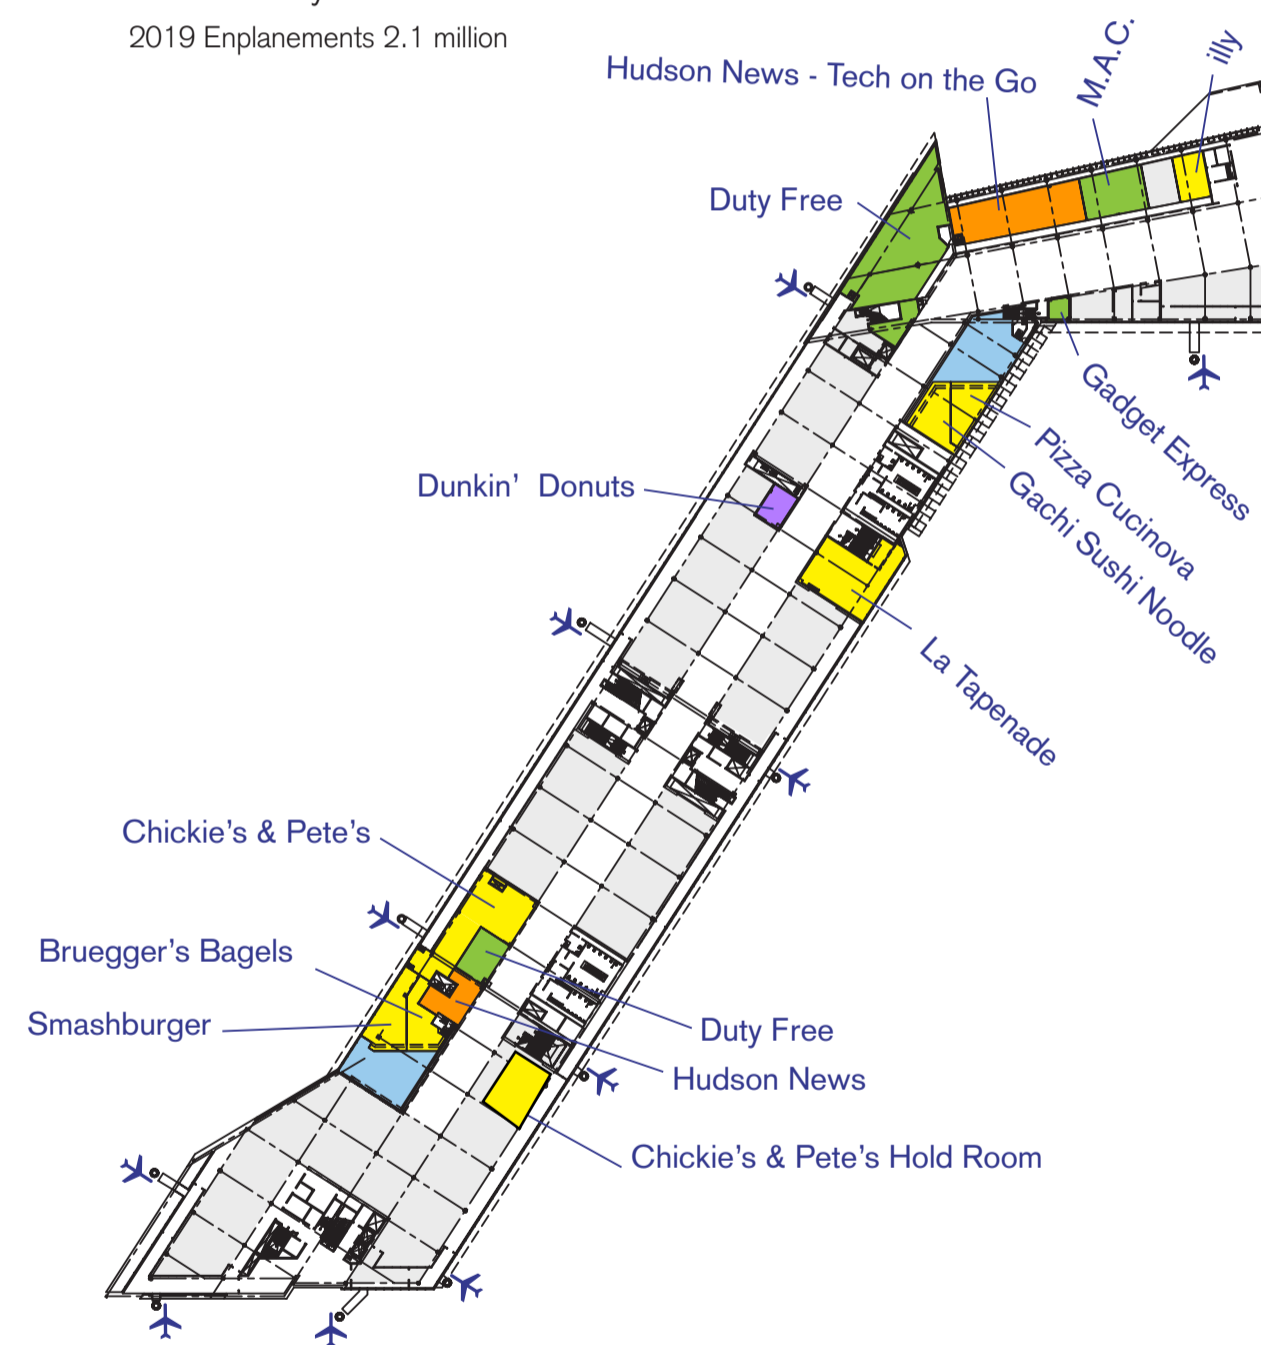 2019 Enplanements 2.1 million
Hudson News - Tech on the Go
M.A.C.
illy
Duty Free
Gadget Express
Pizza Cucinova
Gachi Sushi Noodle
Dunkin' Donuts
La Tapenade
Chickie's & Pete's
Bruegger's Bagels
Smashburger
Duty Free
Hudson News
Chickie's & Pete's Hold Room